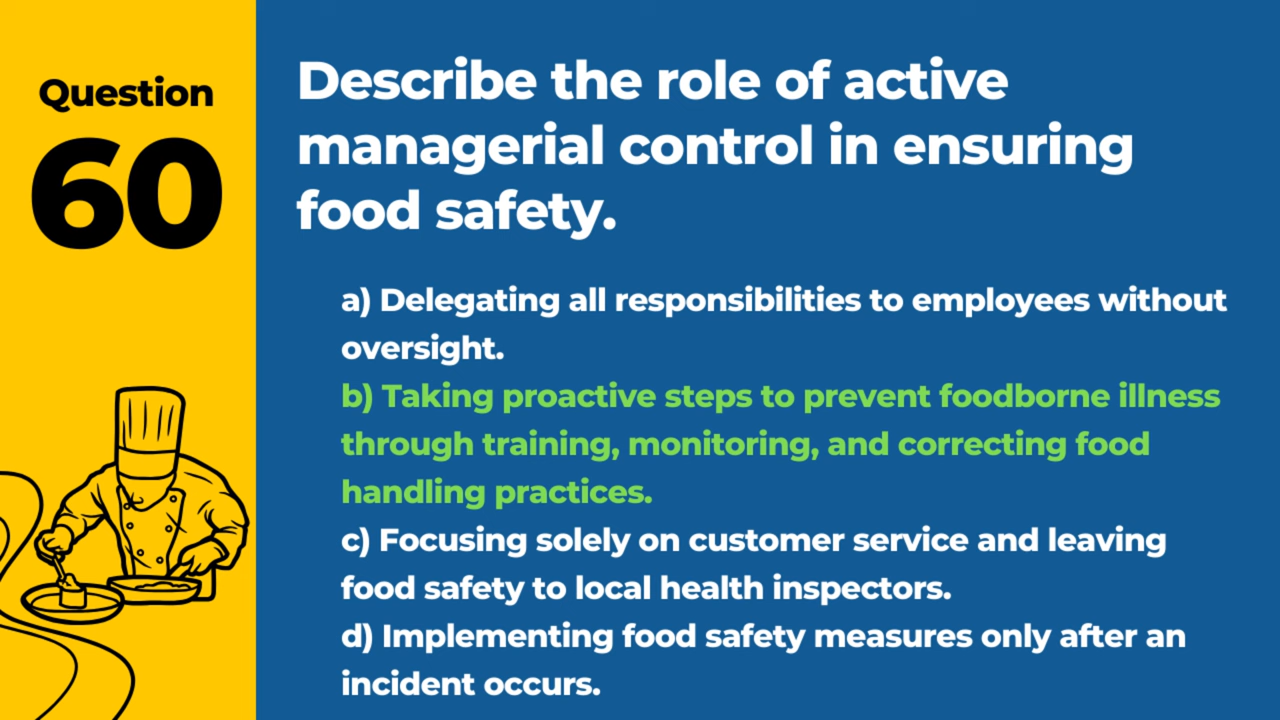 Question
60
Describe the role of active
managerial control in ensuring
food safety.
a) Delegating all responsibilities to employees without
oversight.
b) Taking proactive steps to prevent foodborne illness
through training, monitoring, and correcting food
handling practices.
c) Focusing solely on customer service and leaving
food safety to local health inspectors.
d) Implementing food safety measures only after an
incident occurs.